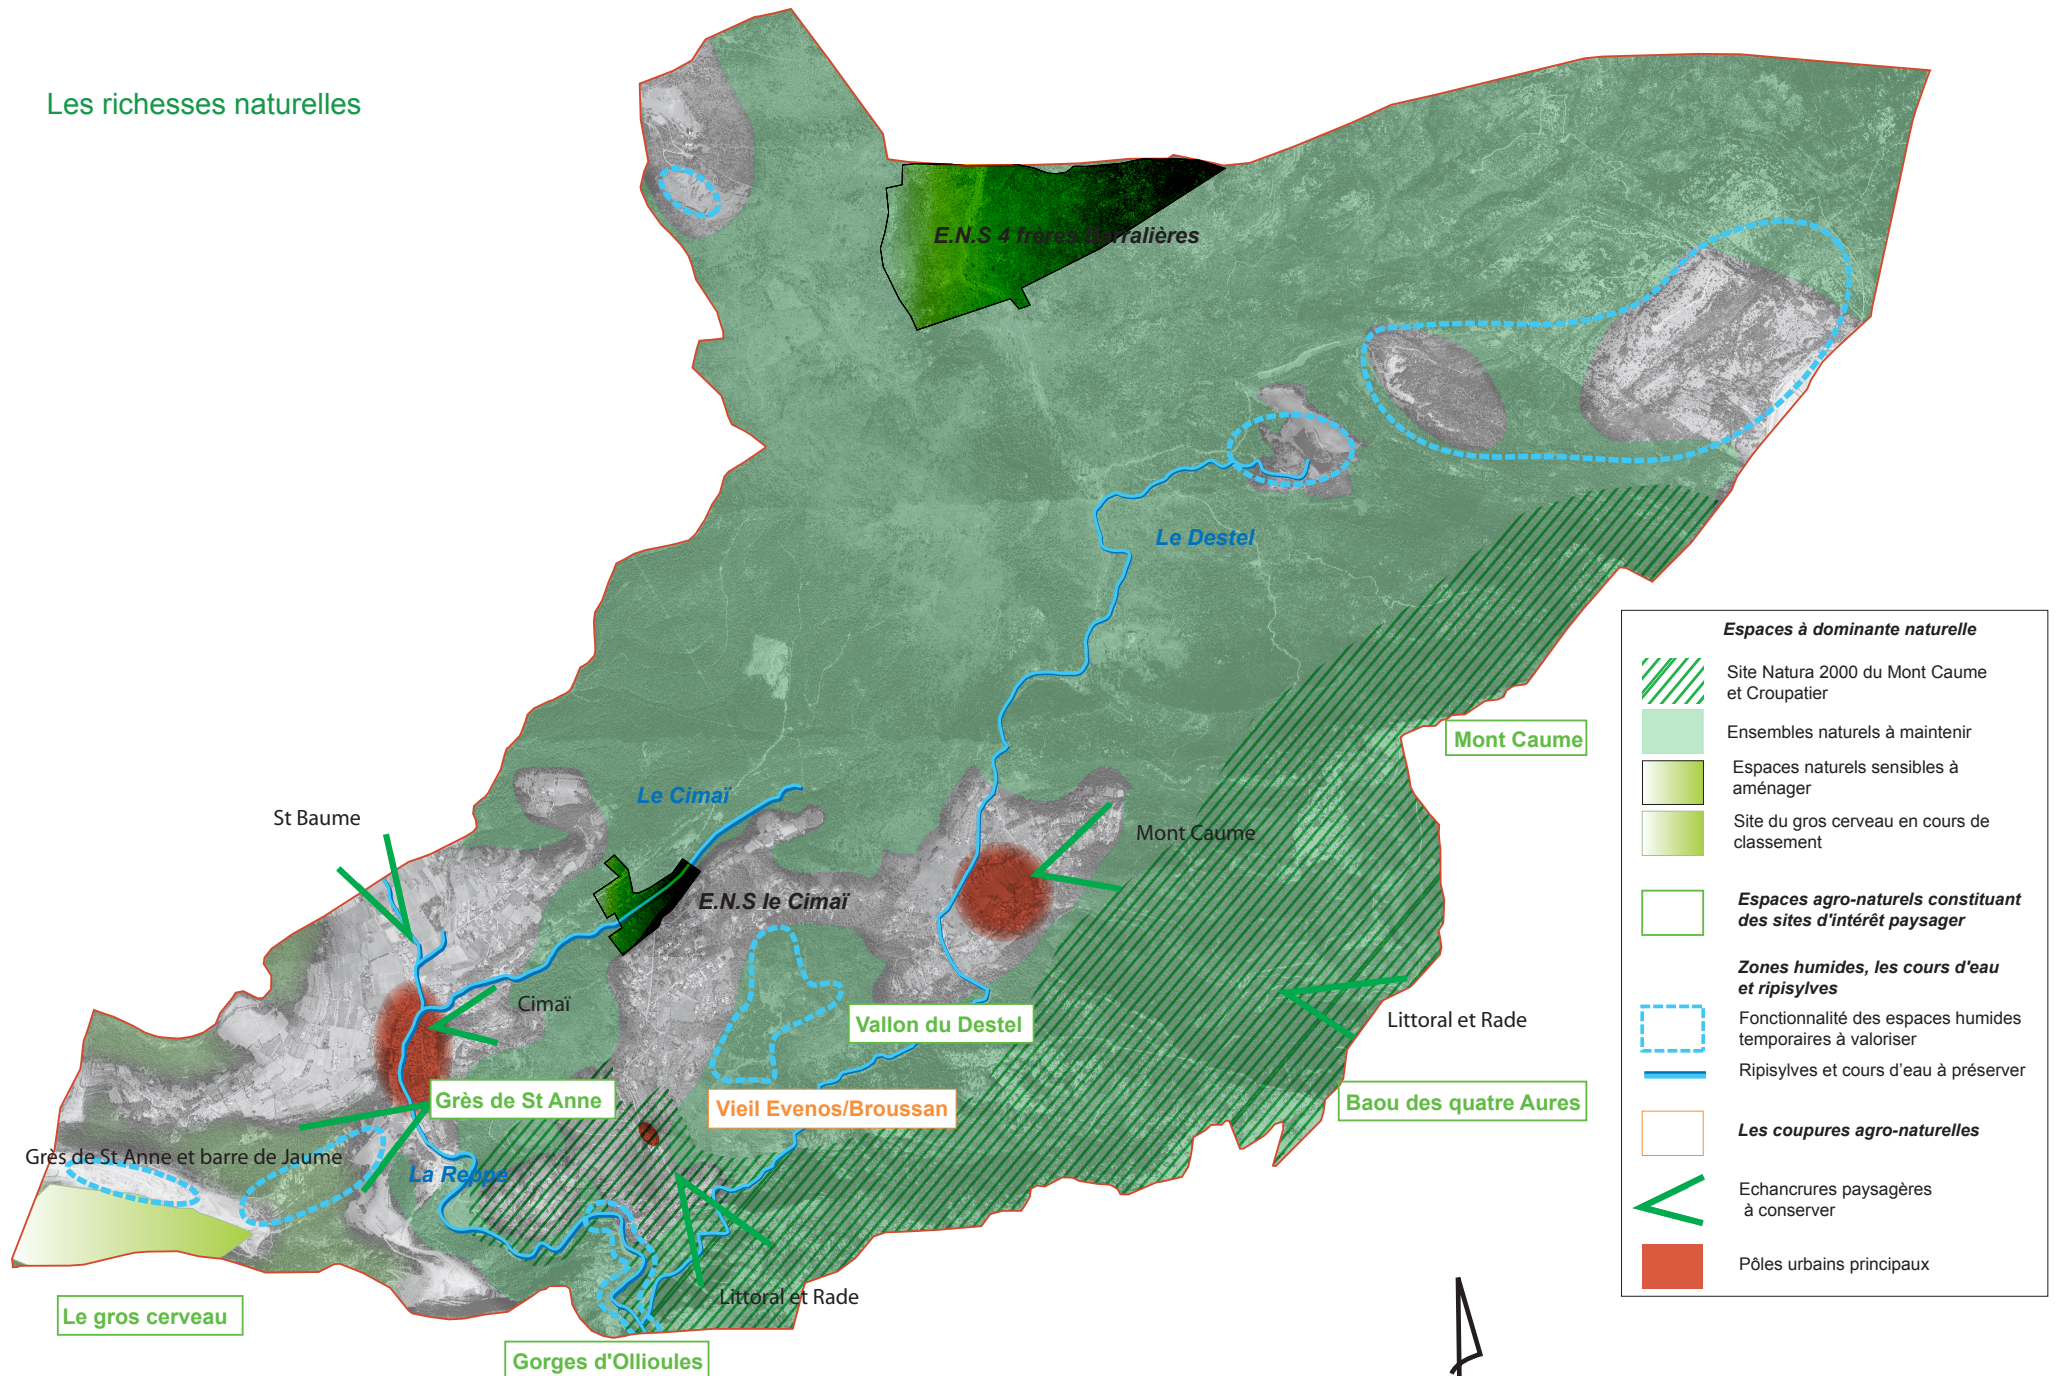 Les richesses naturelles
E.N.S 4 frères Barralières
Le Destel
Mont Caume
Le Cimaï
St Baume
Mont Caume
E.N.S le Cimaï
Cimaï
Vallon du Destel
Littoral et Rade
Grès de St Anne
Vieil Evenos/Broussan
Baou des quatre Aures
Grès de St Anne et barre de Jaume
La Reppe
Littoral et Rade
Le gros cerveau
Gorges d'Ollioules
Espaces à dominante naturelle
Site Natura 2000 du Mont Caume
et Croupatier
Ensembles naturels à maintenir
Espaces naturels sensibles à
aménager
Site du gros cerveau en cours de
classement
Espaces agro-naturels constituant
des sites d'intérêt paysager
Zones humides, les cours d'eau
et ripisylves
Fonctionnalité des espaces humides
temporaires à valoriser
Ripisylves et cours d'eau à préserver
Les coupures agro-naturelles
Echancrures paysagères
à conserver
Pôles urbains principaux